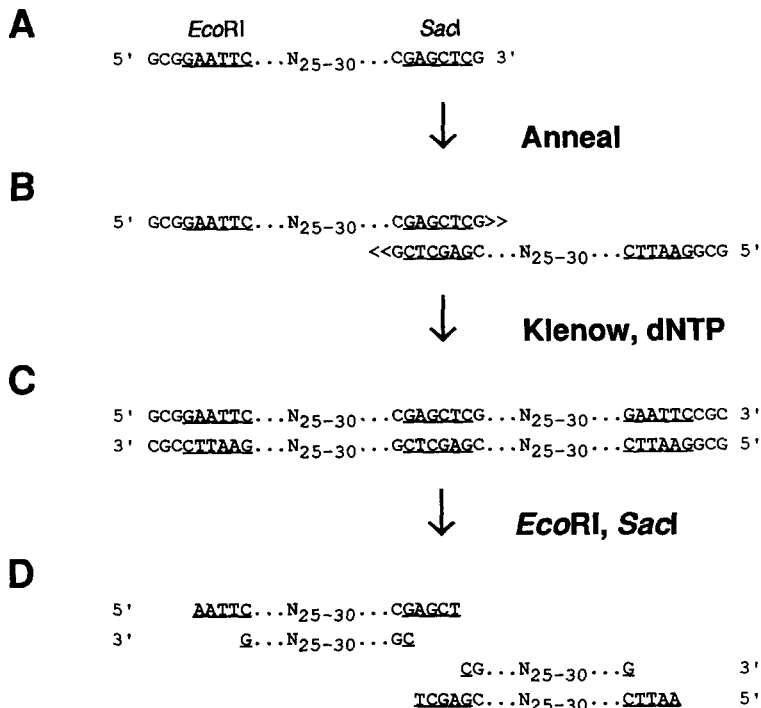 A
EcoRI SacI
5' GCGGAATTC...N25-30...CGAGCTCG 3'
Anneal
B
5' GCGGAATTC...N25-30...CGAGCTCG>>
<<GCTCGAGC...N25-30...CTTAAGGCG 5'
Klenow, dNTP
C
5' GCGGAATTC...N25-30...CGAGCTCG...N25-30...GAATTCCGC 3'
3' CGCCTTAAG...N25-30...GCTCGAGC...N25-30...CTTAAGGCG 5'
EcoRI, SacI
D
5' AATTC...N25-30...CGAGCT
3' G...N25-30...GC
CG...N25-30...G 3'
TCGAGC...N25-30...CTTAA 5'